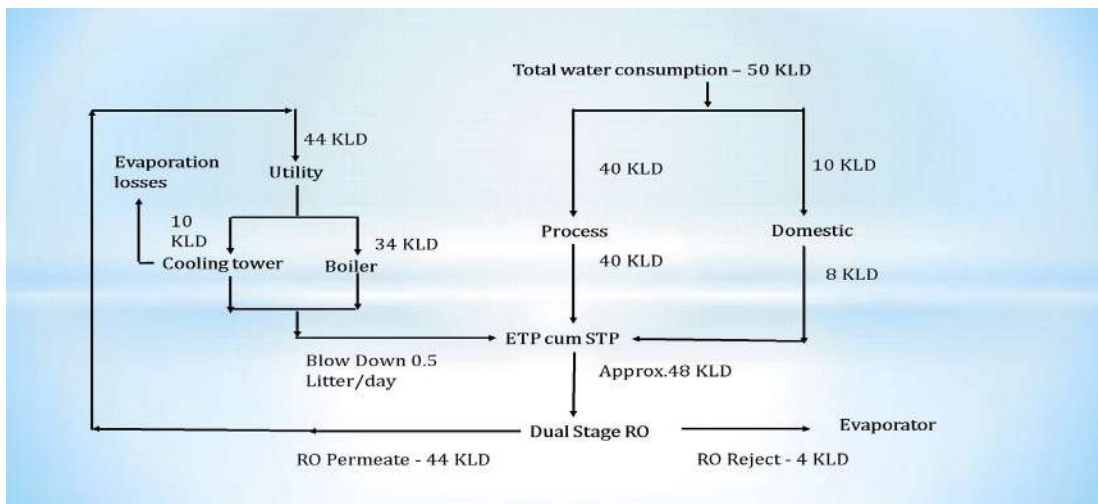 Total water consumption – 50 KLD
44 KLD
Evaporation
losses
Utility
40 KLD
10 KLD
10
KLD
34 KLD
Process
Domestic
Cooling tower
Boiler
40 KLD
8 KLD
ETP cum STP
Blow Down 0.5
Litter/day
Approx.48 KLD
Dual Stage RO
Evaporator
RO Permeate - 44 KLD
RO Reject - 4 KLD